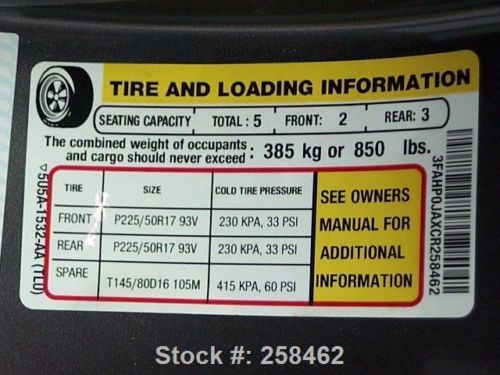 TIRE AND LOADING INFORMATION
SEATING CAPACITY TOTAL : 5 FRONT: 2 REAR: 3
The combined weight of occupants and cargo should never exceed : 385 kg or 850 lbs.
TIRE SIZE COLD TIRE PRESSURE
FRONT P225/50R17 93V 230 KPA, 33 PSI
REAR P225/50R17 93V 230 KPA, 33 PSI
SPARE T145/80D16 105M 415 KPA, 60 PSI
SEE OWNERS
MANUAL FOR
ADDITIONAL
INFORMATION
3FAHP0JAXCR258462
5U5A-1532-AA (TLU)
Stock #: 258462